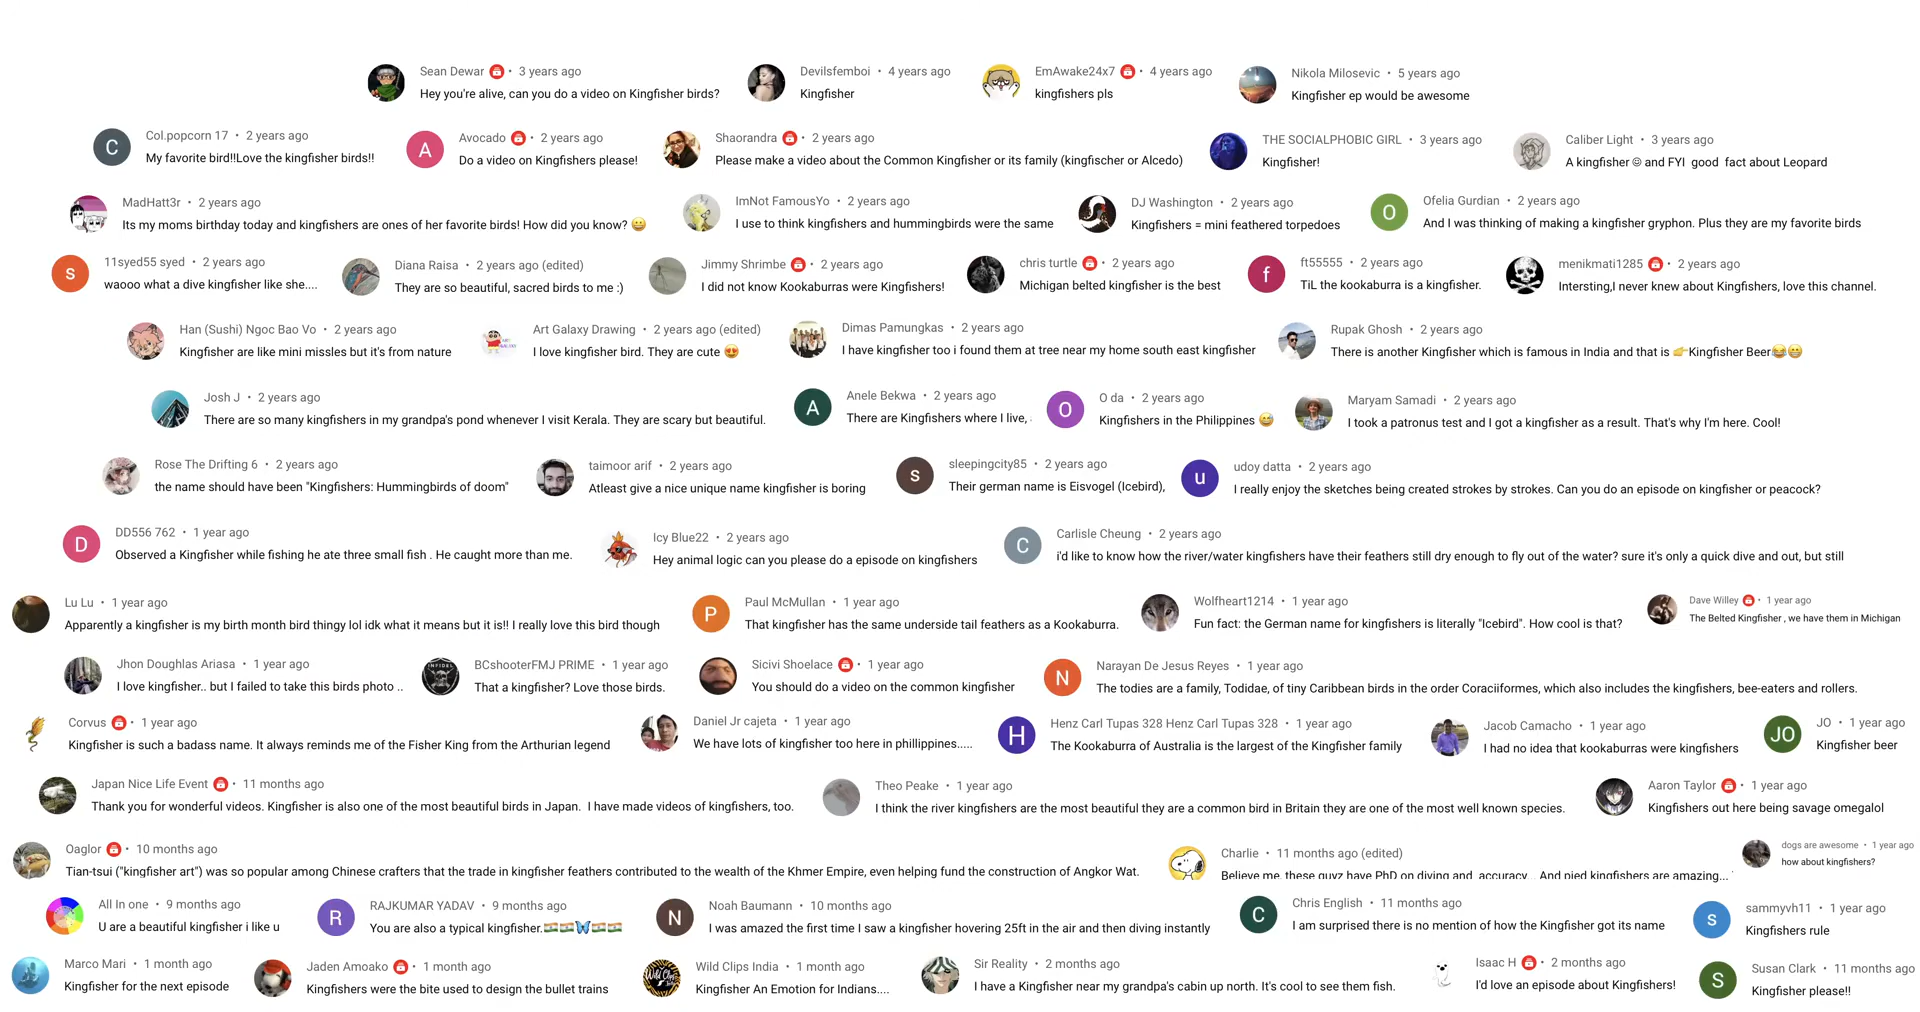 Sean Dewar • 3 years ago
Hey you're alive, can you do a video on Kingfisher birds?
Devilsfemboi • 4 years ago
Kingfisher
EmAwake24x7 • 4 years ago
kingfishers pls
Nikola Milosevic • 5 years ago
Kingfisher ep would be awesome
C
Col.popcorn 17 • 2 years ago
My favorite bird!!Love the kingfisher birds!!
A
Avocado • 2 years ago
Do a video on Kingfishers please!
Shaorandra • 2 years ago
Please make a video about the Common Kingfisher or its family (kingfischer or Alcedo)
THE SOCIALPHOBIC GIRL • 3 years ago
Kingfisher!
Caliber Light • 3 years ago
A kingfisher ☺ and FYI good fact about Leopard
MadHatt3r • 2 years ago
Its my moms birthday today and kingfishers are ones of her favorite birds! How did you know? 😄
ImNot FamousYo • 2 years ago
I use to think kingfishers and hummingbirds were the same
DJ Washington • 2 years ago
Kingfishers = mini feathered torpedoes
O
Ofelia Gurdian • 2 years ago
And I was thinking of making a kingfisher gryphon. Plus they are my favorite birds
s
11syed55 syed • 2 years ago
waooo what a dive kingfisher like she....
Diana Raisa • 2 years ago (edited)
They are so beautiful, sacred birds to me :)
Jimmy Shrimbe • 2 years ago
I did not know Kookaburras were Kingfishers!
chris turtle • 2 years ago
Michigan belted kingfisher is the best
f
ft55555 • 2 years ago
TiL the kookaburra is a kingfisher.
menikmati1285 • 2 years ago
Intersting,I never knew about Kingfishers, love this channel.
Han (Sushi) Ngoc Bao Vo • 2 years ago
Kingfisher are like mini missles but it's from nature
Art Galaxy Drawing • 2 years ago (edited)
I love kingfisher bird. They are cute 😍
Dimas Pamungkas • 2 years ago
I have kingfisher too i found them at tree near my home south east kingfisher
Rupak Ghosh • 2 years ago
There is another Kingfisher which is famous in India and that is 👉Kingfisher Beer😂😁
Josh J • 2 years ago
There are so many kingfishers in my grandpa's pond whenever I visit Kerala. They are scary but beautiful.
A
Anele Bekwa • 2 years ago
There are Kingfishers where I live,
O
O da • 2 years ago
Kingfishers in the Philippines 😅
Maryam Samadi • 2 years ago
I took a patronus test and I got a kingfisher as a result. That's why I'm here. Cool!
Rose The Drifting 6 • 2 years ago
the name should have been "Kingfishers: Hummingbirds of doom"
taimoor arif • 2 years ago
Atleast give a nice unique name kingfisher is boring
s
sleepingcity85 • 2 years ago
Their german name is Eisvogel (Icebird),
u
udoy datta • 2 years ago
I really enjoy the sketches being created strokes by strokes. Can you do an episode on kingfisher or peacock?
D
DD556 762 • 1 year ago
Observed a Kingfisher while fishing he ate three small fish . He caught more than me.
Icy Blue22 • 2 years ago
Hey animal logic can you please do a episode on kingfishers
C
Carlisle Cheung • 2 years ago
i'd like to know how the river/water kingfishers have their feathers still dry enough to fly out of the water? sure it's only a quick dive and out, but still
Lu Lu • 1 year ago
Apparently a kingfisher is my birth month bird thingy lol idk what it means but it is!! I really love this bird though
P
Paul McMullan • 1 year ago
That kingfisher has the same underside tail feathers as a Kookaburra.
Wolfheart1214 • 1 year ago
Fun fact: the German name for kingfishers is literally "Icebird". How cool is that?
Dave Willey • 1 year ago
The Belted Kingfisher , we have them in Michigan
Jhon Doughlas Ariasa • 1 year ago
I love kingfisher.. but I failed to take this birds photo ..
INFIDEL
BCshooterFMJ PRIME • 1 year ago
That a kingfisher? Love those birds.
Sicivi Shoelace • 1 year ago
You should do a video on the common kingfisher
N
Narayan De Jesus Reyes • 1 year ago
The todies are a family, Todidae, of tiny Caribbean birds in the order Coraciiformes, which also includes the kingfishers, bee-eaters and rollers.
Corvus • 1 year ago
Kingfisher is such a badass name. It always reminds me of the Fisher King from the Arthurian legend
Daniel Jr cajeta • 1 year ago
We have lots of kingfisher too here in phillippines.....
H
Henz Carl Tupas 328 Henz Carl Tupas 328 • 1 year ago
The Kookaburra of Australia is the largest of the Kingfisher family
Jacob Camacho • 1 year ago
I had no idea that kookaburras were kingfishers
JO
JO • 1 year ago
Kingfisher beer
Japan Nice Life Event • 11 months ago
Thank you for wonderful videos. Kingfisher is also one of the most beautiful birds in Japan. I have made videos of kingfishers, too.
Theo Peake • 1 year ago
I think the river kingfishers are the most beautiful they are a common bird in Britain they are one of the most well known species.
Aaron Taylor • 1 year ago
Kingfishers out here being savage omegalol
Oaglor • 10 months ago
Tian-tsui ("kingfisher art") was so popular among Chinese crafters that the trade in kingfisher feathers contributed to the wealth of the Khmer Empire, even helping fund the construction of Angkor Wat.
Charlie • 11 months ago (edited)
Believe me, these guyz have PhD on diving and accuracy... And pied kingfishers are amazing...
dogs are awesome • 1 year ago
how about kingfishers?
All In one • 9 months ago
U are a beautiful kingfisher i like u
R
RAJKUMAR YADAV • 9 months ago
You are also a typical kingfisher.🇮🇳🇮🇳🦋🇮🇳🇮🇳
N
Noah Baumann • 10 months ago
I was amazed the first time I saw a kingfisher hovering 25ft in the air and then diving instantly
C
Chris English • 11 months ago
I am surprised there is no mention of how the Kingfisher got its name
s
sammyvh11 • 1 year ago
Kingfishers rule
Marco Mari • 1 month ago
Kingfisher for the next episode
Jaden Amoako • 1 month ago
Kingfishers were the bite used to design the bullet trains
Wild Clips
Wild Clips India • 1 month ago
Kingfisher An Emotion for Indians....
Sir Reality • 2 months ago
I have a Kingfisher near my grandpa's cabin up north. It's cool to see them fish.
Isaac H • 2 months ago
I'd love an episode about Kingfishers!
S
Susan Clark • 11 months ago
Kingfisher please!!